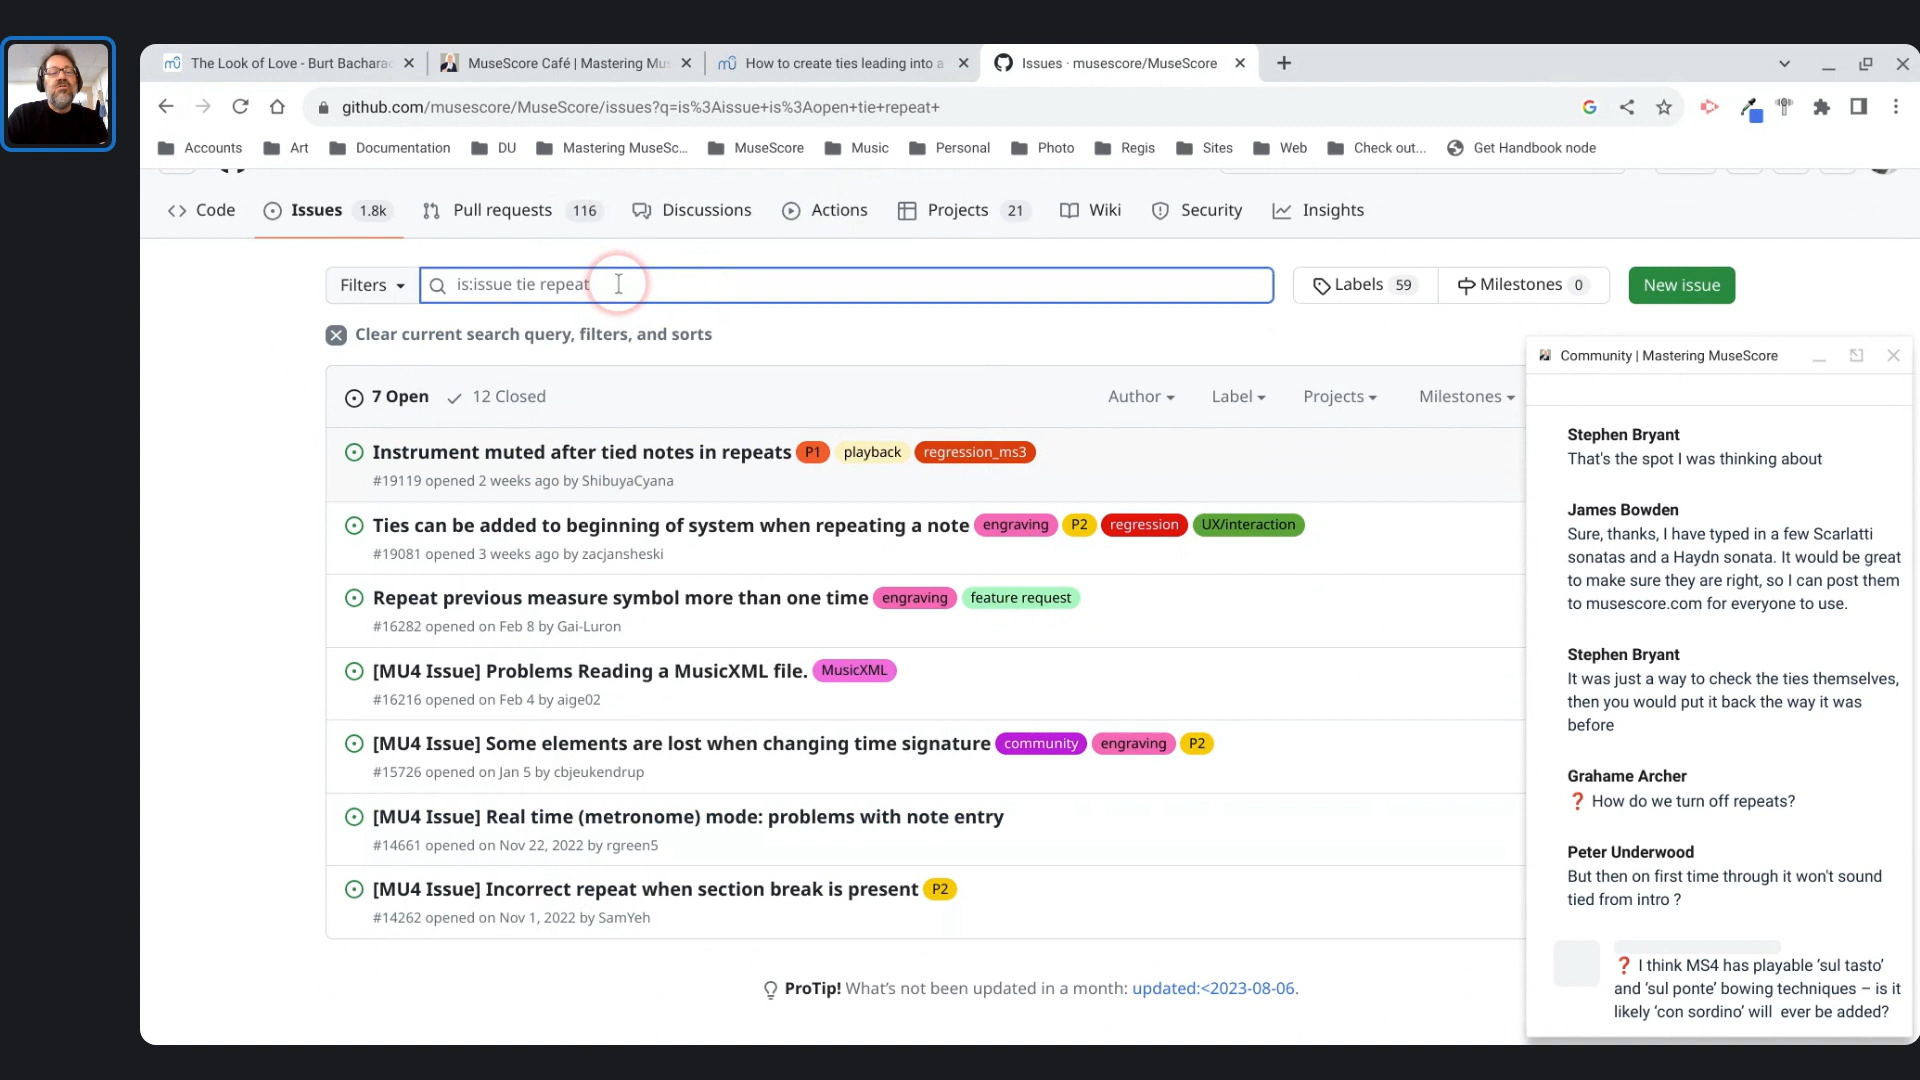 The Look of Love - Burt Bacharac
MuseScore Café | Mastering Mu
How to create ties leading into a
Issues · musescore/MuseScore
github.com/musescore/MuseScore/issues?q=is%3Aissue+is%3Aopen+tie+repeat+
Accounts
Art
Documentation
DU
Mastering MuseSc...
MuseScore
Music
Personal
Photo
Regis
Sites
Web
Check out...
Get Handbook node
Code
Issues 1.8k
Pull requests 116
Discussions
Actions
Projects 21
Wiki
Security
Insights
Filters
is:issue tie repeat
Labels 59
Milestones 0
New issue
Clear current search query, filters, and sorts
7 Open
12 Closed
Author
Label
Projects
Milestones
Instrument muted after tied notes in repeats P1 playback regression_ms3
#19119 opened 2 weeks ago by ShibuyaCyana
Ties can be added to beginning of system when repeating a note engraving P2 regression UX/interaction
#19081 opened 3 weeks ago by zacjansheski
Repeat previous measure symbol more than one time engraving feature request
#16282 opened on Feb 8 by Gai-Luron
[MU4 Issue] Problems Reading a MusicXML file. MusicXML
#16216 opened on Feb 4 by aige02
[MU4 Issue] Some elements are lost when changing time signature community engraving P2
#15726 opened on Jan 5 by cbjeukendrup
[MU4 Issue] Real time (metronome) mode: problems with note entry
#14661 opened on Nov 22, 2022 by rgreen5
[MU4 Issue] Incorrect repeat when section break is present P2
#14262 opened on Nov 1, 2022 by SamYeh
ProTip! What's not been updated in a month: updated:<2023-08-06.
Community | Mastering MuseScore
Stephen Bryant
That's the spot I was thinking about
James Bowden
Sure, thanks, I have typed in a few Scarlatti
sonatas and a Haydn sonata. It would be great
to make sure they are right, so I can post them
to musescore.com for everyone to use.
Stephen Bryant
It was just a way to check the ties themselves,
then you would put it back the way it was
before
Grahame Archer
❓ How do we turn off repeats?
Peter Underwood
But then on first time through it won't sound
tied from intro ?
❓ I think MS4 has playable ‘sul tasto’
and ‘sul ponte’ bowing techniques – is it
likely ‘con sordino’ will ever be added?